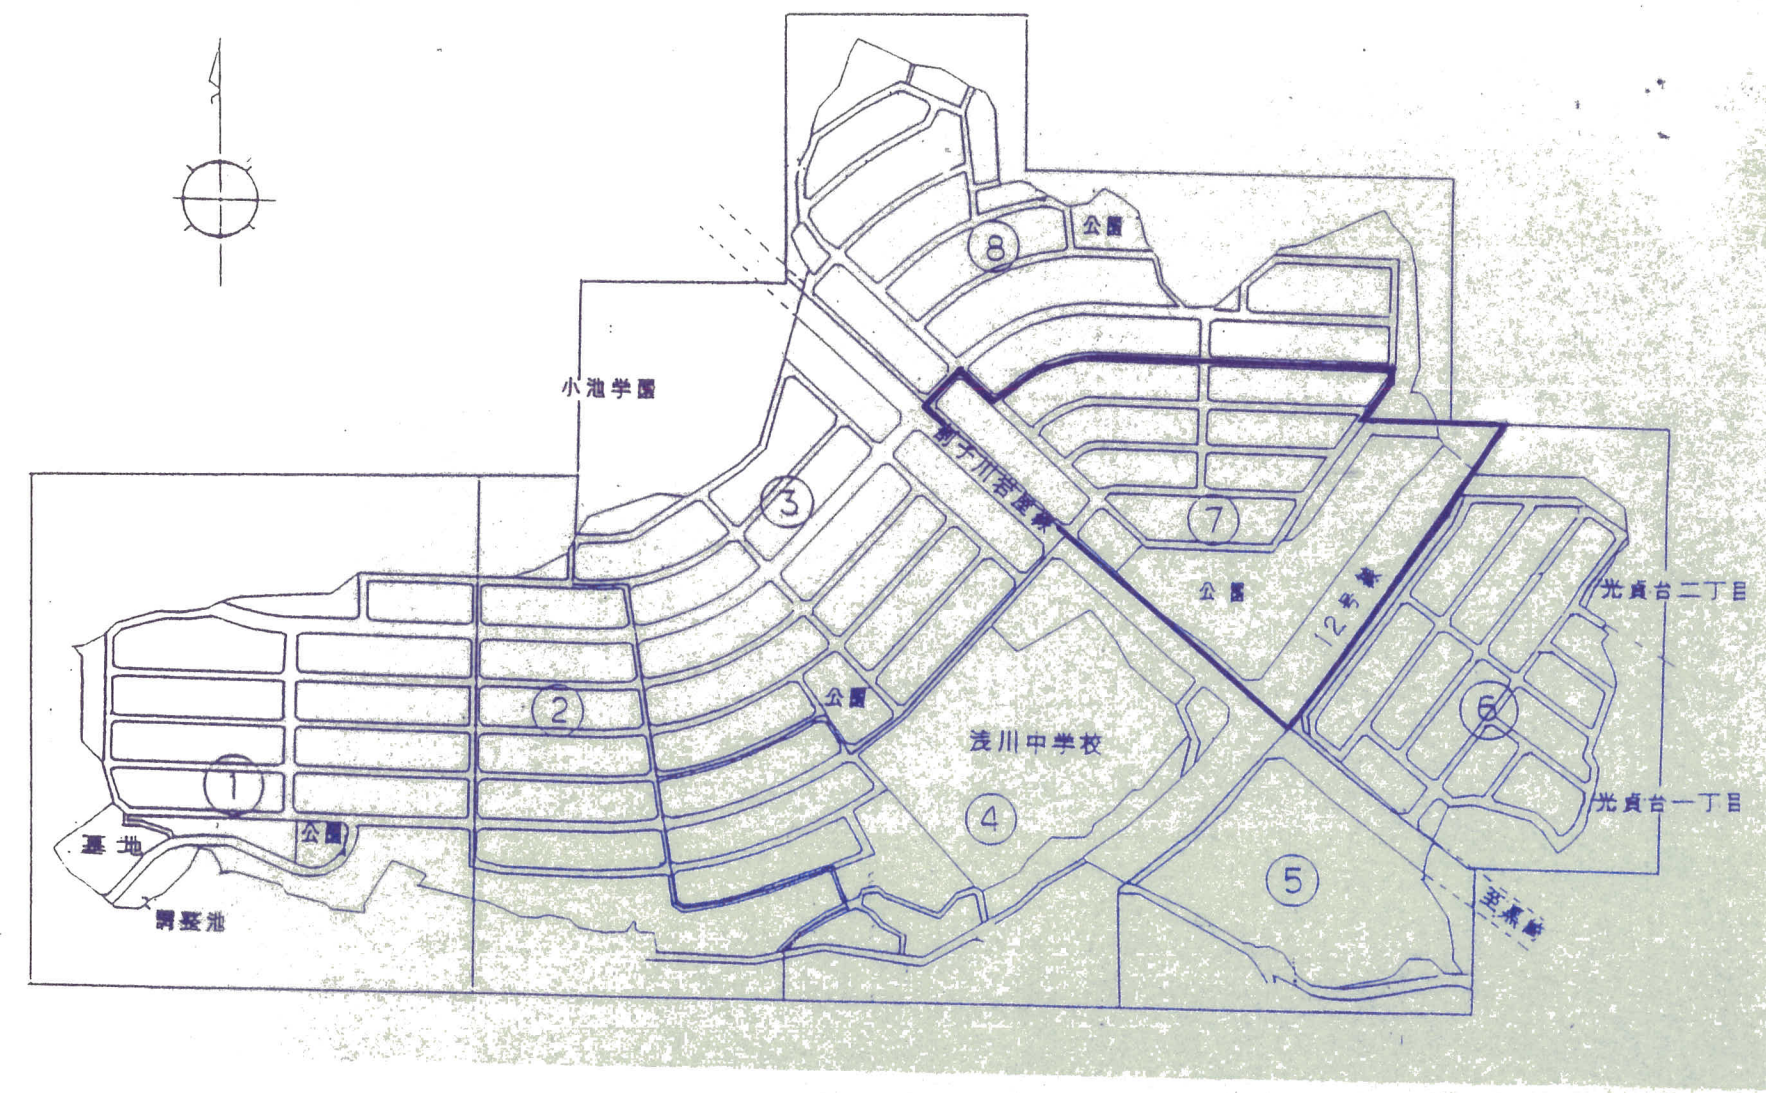 公園
⑧
小池学園
割子川岩屋線
③
⑦
公園
12号線
光貞台二丁目
②
公園
⑥
浅川中学校
①
④
光貞台一丁目
公園
墓地
⑤
至黒崎
調整池